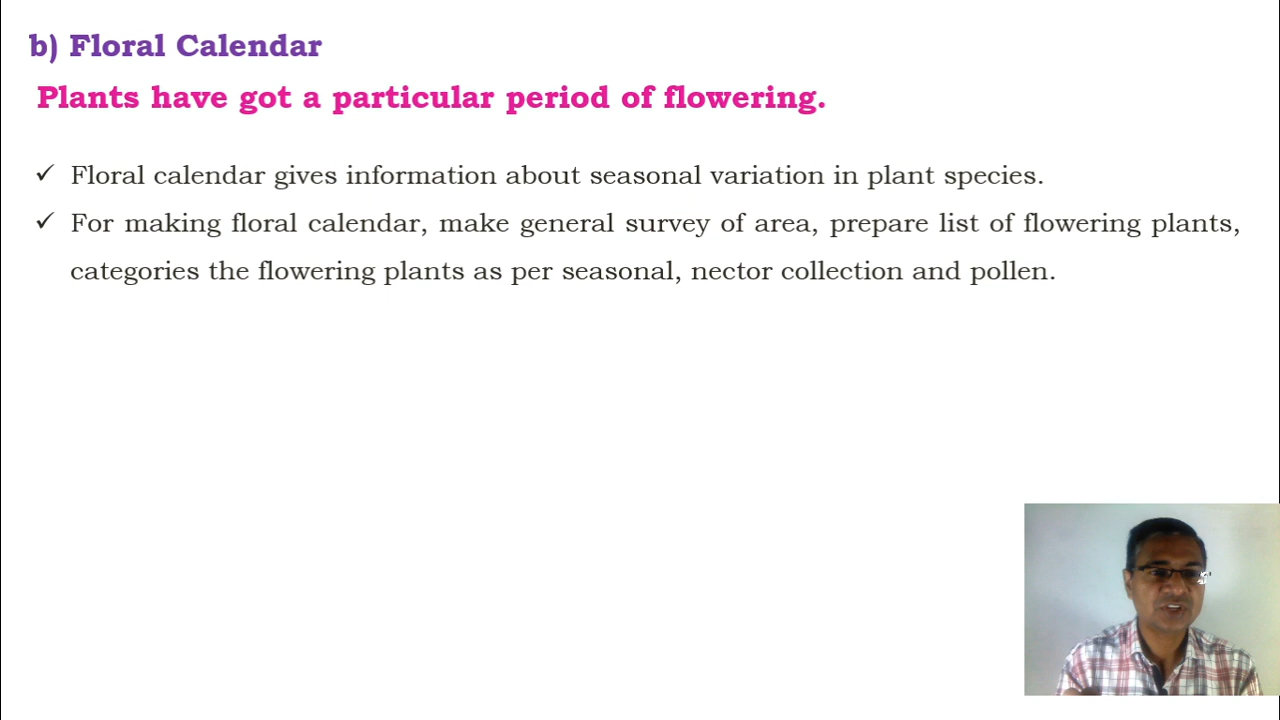 b) Floral Calendar
Plants have got a particular period of flowering.
✓ Floral calendar gives information about seasonal variation in plant species.
✓ For making floral calendar, make general survey of area, prepare list of flowering plants,
categories the flowering plants as per seasonal, nector collection and pollen.